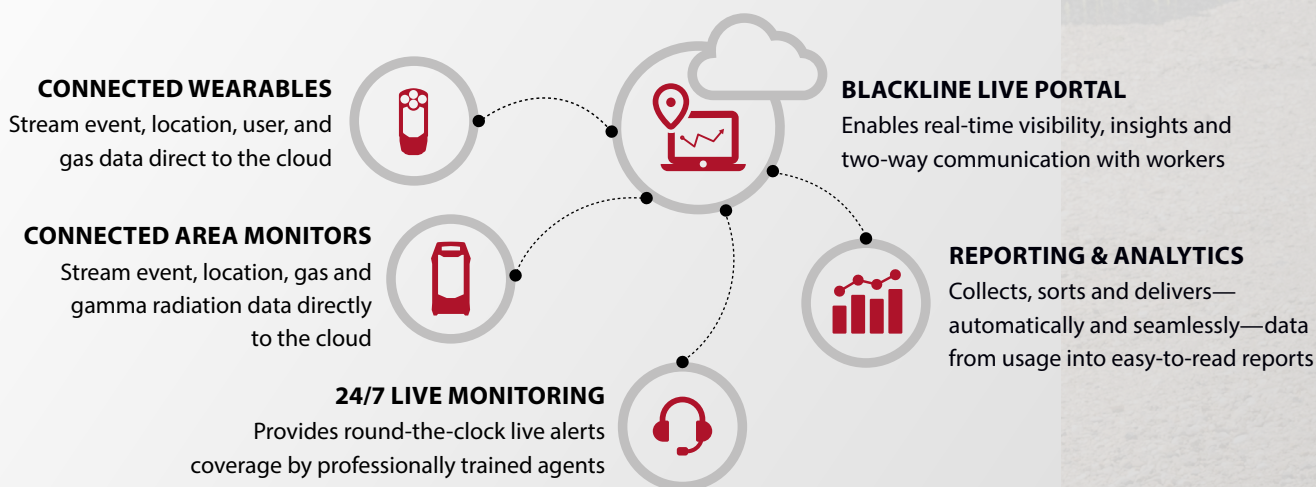 CONNECTED WEARABLES
Stream event, location, user, and
gas data direct to the cloud
BLACKLINE LIVE PORTAL
Enables real-time visibility, insights and
two-way communication with workers
CONNECTED AREA MONITORS
Stream event, location, gas and
gamma radiation data directly
to the cloud
REPORTING & ANALYTICS
Collects, sorts and delivers—
automatically and seamlessly—data
from usage into easy-to-read reports
24/7 LIVE MONITORING
Provides round-the-clock live alerts
coverage by professionally trained agents